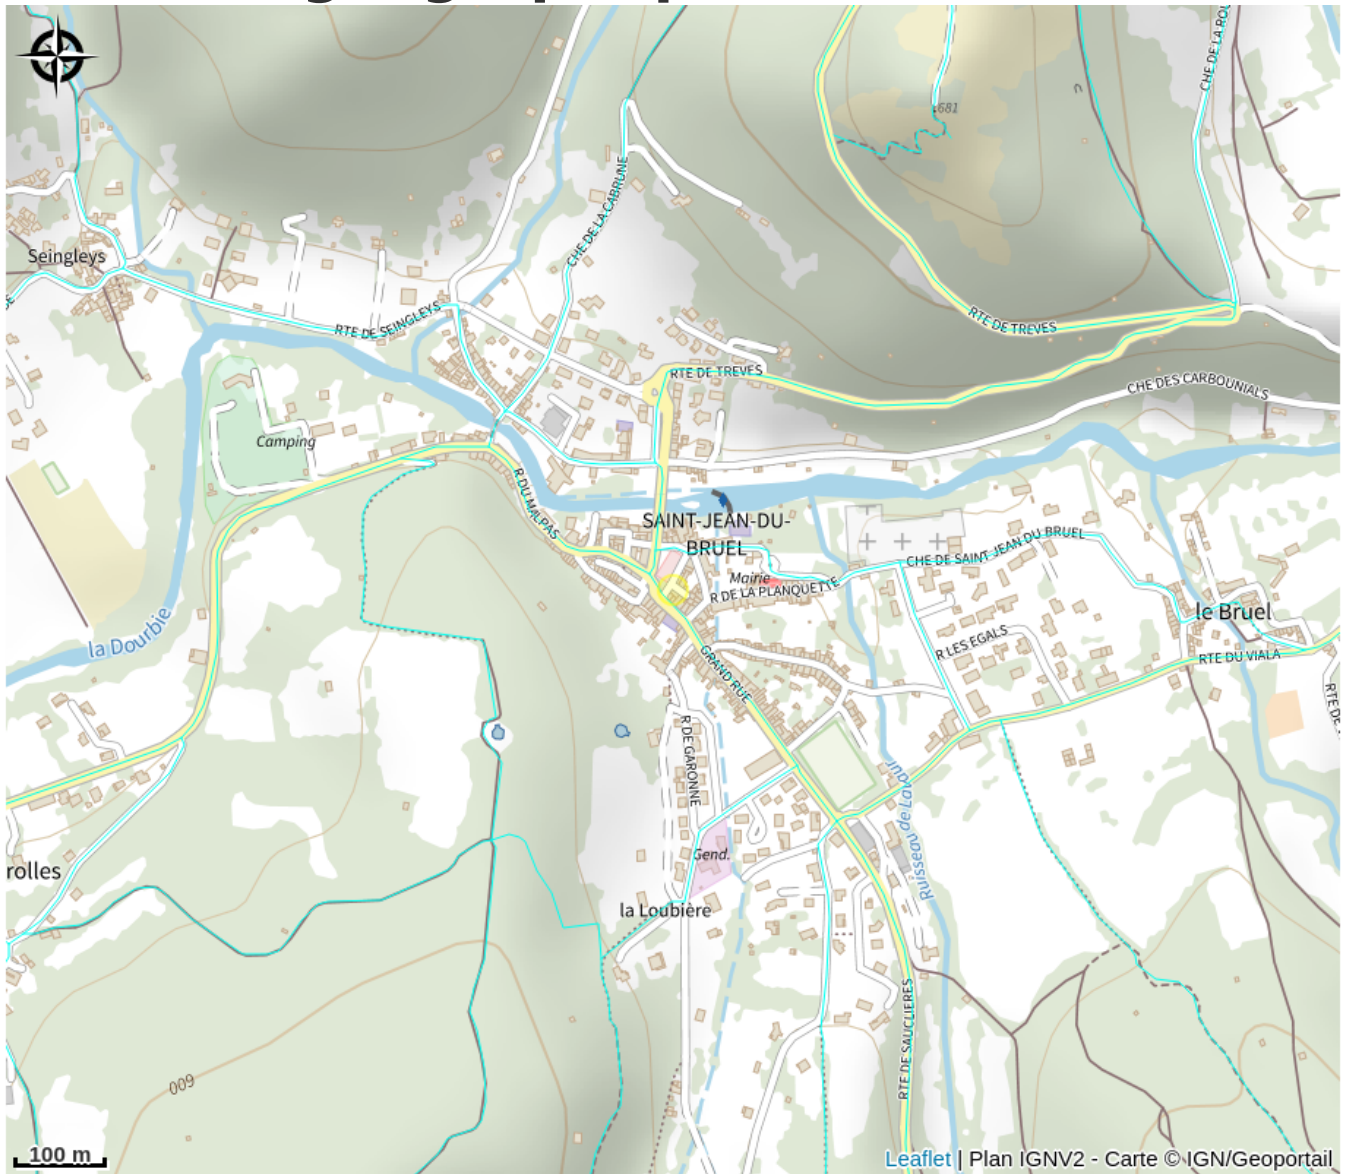 681
CHE DE LA CABRUNE
Seingleys
RTE DE SEINGLEYS
RTE DE TREVES
RTE DE TREVES
CHE DES CARBOUNIALS
Camping
R DU MALPAS
SAINT-JEAN-DU-
BRUEL
CHE DE SAINT JEAN DU BRUEL
Mairie
R DE LA PLANQUETTE
la Dourbie
le Bruel
R LES EGALS
RTE DU VIALA
GRAND RUE
R DE GARONNE
Ruisseau de Lavaur
Gend.
rolles
la Loubière
RTE DE SAUCLIERES
600
100 m
Leaflet | Plan IGNV2 - Carte © IGN/Geoportail